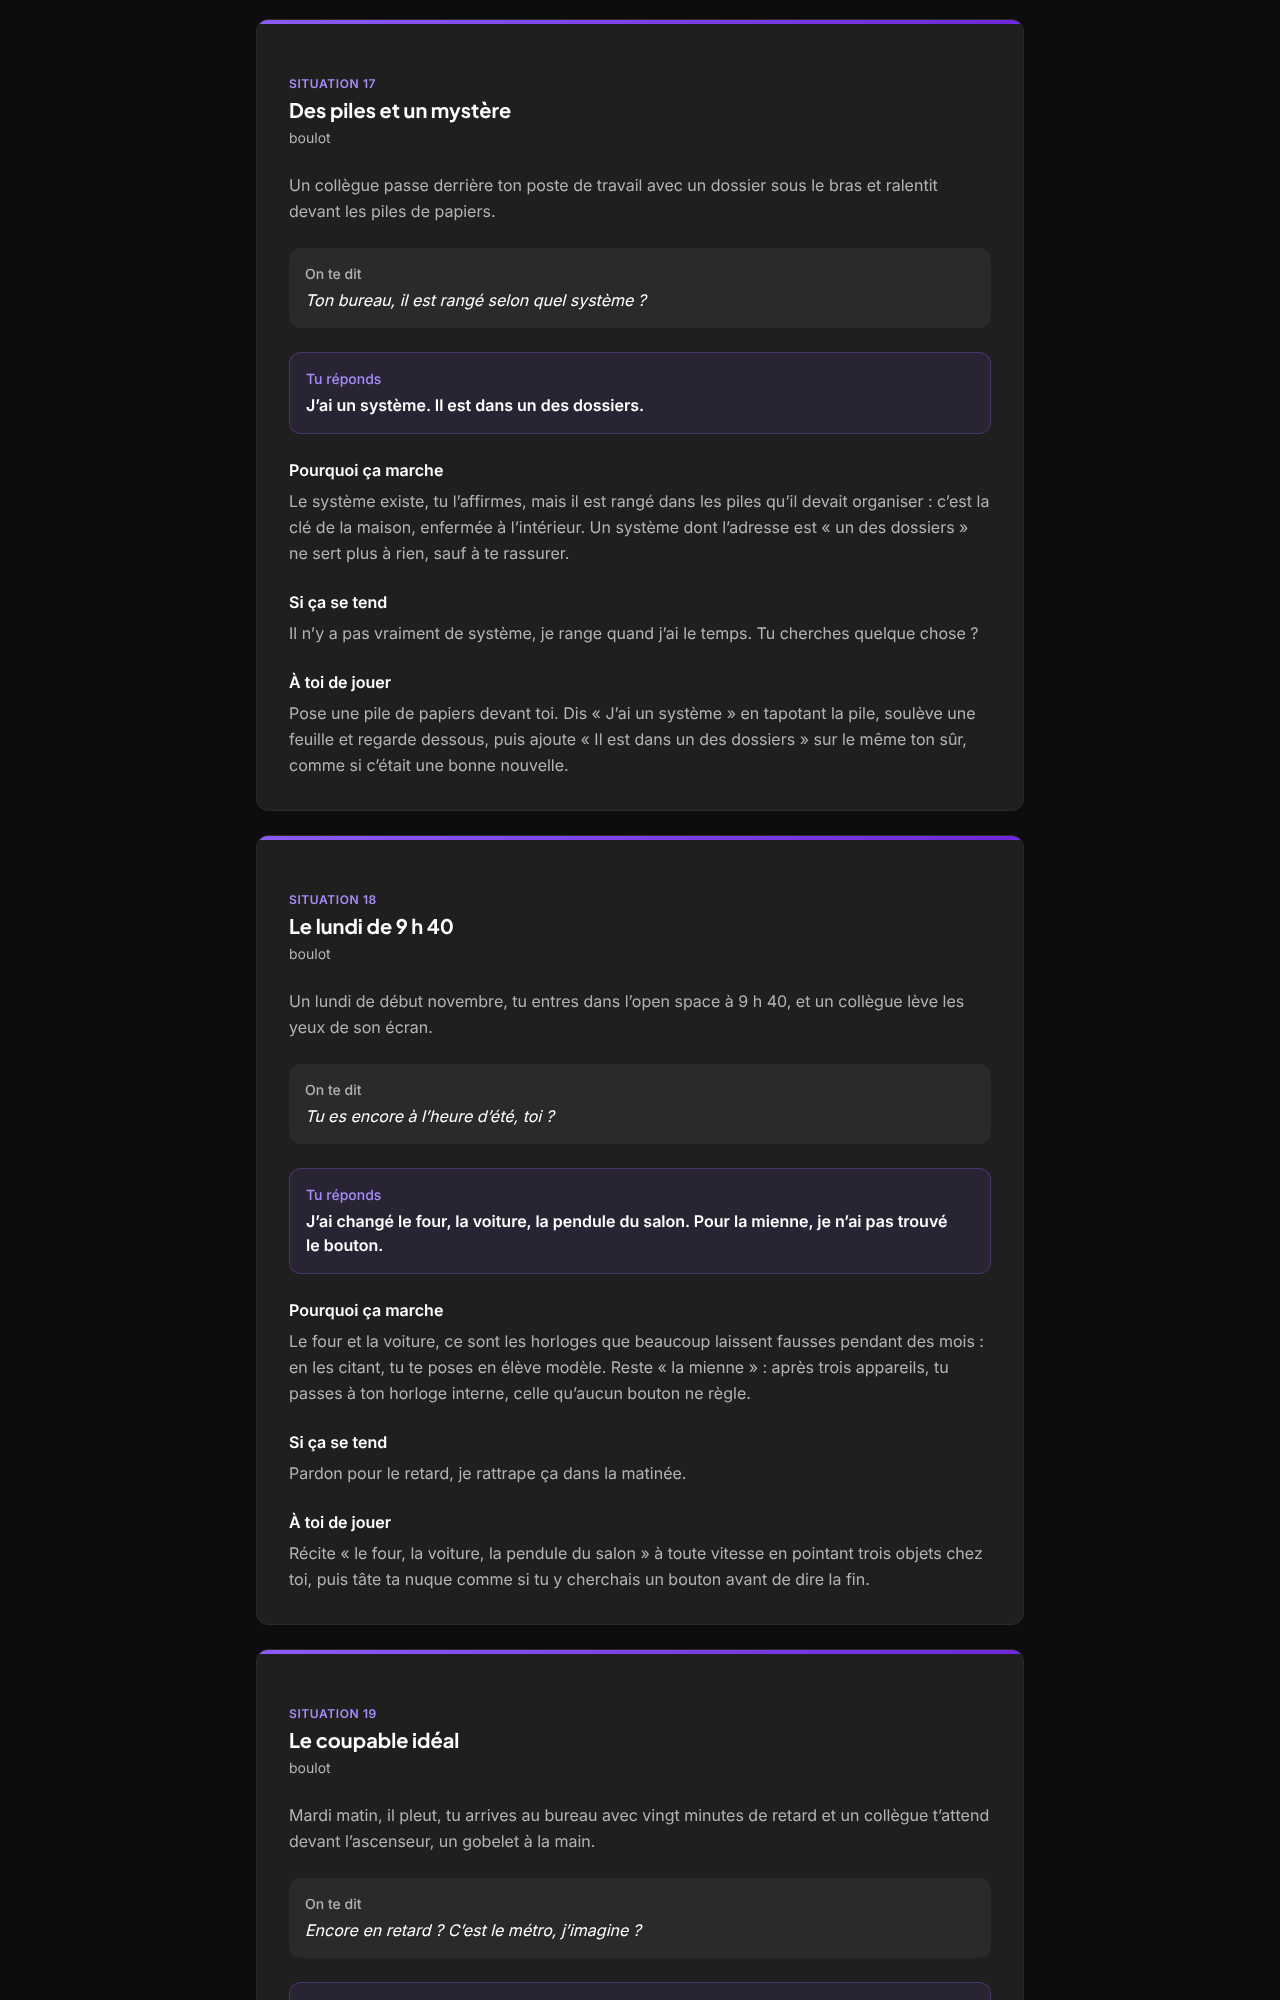 SITUATION 17
Des piles et un mystère
boulot
Un collègue passe derrière ton poste de travail avec un dossier sous le bras et ralentit
devant les piles de papiers.
On te dit
Ton bureau, il est rangé selon quel système ?
Tu réponds
J’ai un système. Il est dans un des dossiers.
Pourquoi ça marche
Le système existe, tu l’affirmes, mais il est rangé dans les piles qu’il devait organiser : c’est la
clé de la maison, enfermée à l’intérieur. Un système dont l’adresse est « un des dossiers »
ne sert plus à rien, sauf à te rassurer.
Si ça se tend
Il n’y a pas vraiment de système, je range quand j’ai le temps. Tu cherches quelque chose ?
À toi de jouer
Pose une pile de papiers devant toi. Dis « J’ai un système » en tapotant la pile, soulève une
feuille et regarde dessous, puis ajoute « Il est dans un des dossiers » sur le même ton sûr,
comme si c’était une bonne nouvelle.
SITUATION 18
Le lundi de 9 h 40
boulot
Un lundi de début novembre, tu entres dans l’open space à 9 h 40, et un collègue lève les
yeux de son écran.
On te dit
Tu es encore à l’heure d’été, toi ?
Tu réponds
J’ai changé le four, la voiture, la pendule du salon. Pour la mienne, je n’ai pas trouvé
le bouton.
Pourquoi ça marche
Le four et la voiture, ce sont les horloges que beaucoup laissent fausses pendant des mois :
en les citant, tu te poses en élève modèle. Reste « la mienne » : après trois appareils, tu
passes à ton horloge interne, celle qu’aucun bouton ne règle.
Si ça se tend
Pardon pour le retard, je rattrape ça dans la matinée.
À toi de jouer
Récite « le four, la voiture, la pendule du salon » à toute vitesse en pointant trois objets chez
toi, puis tâte ta nuque comme si tu y cherchais un bouton avant de dire la fin.
SITUATION 19
Le coupable idéal
boulot
Mardi matin, il pleut, tu arrives au bureau avec vingt minutes de retard et un collègue t’attend
devant l’ascenseur, un gobelet à la main.
On te dit
Encore en retard ? C’est le métro, j’imagine ?